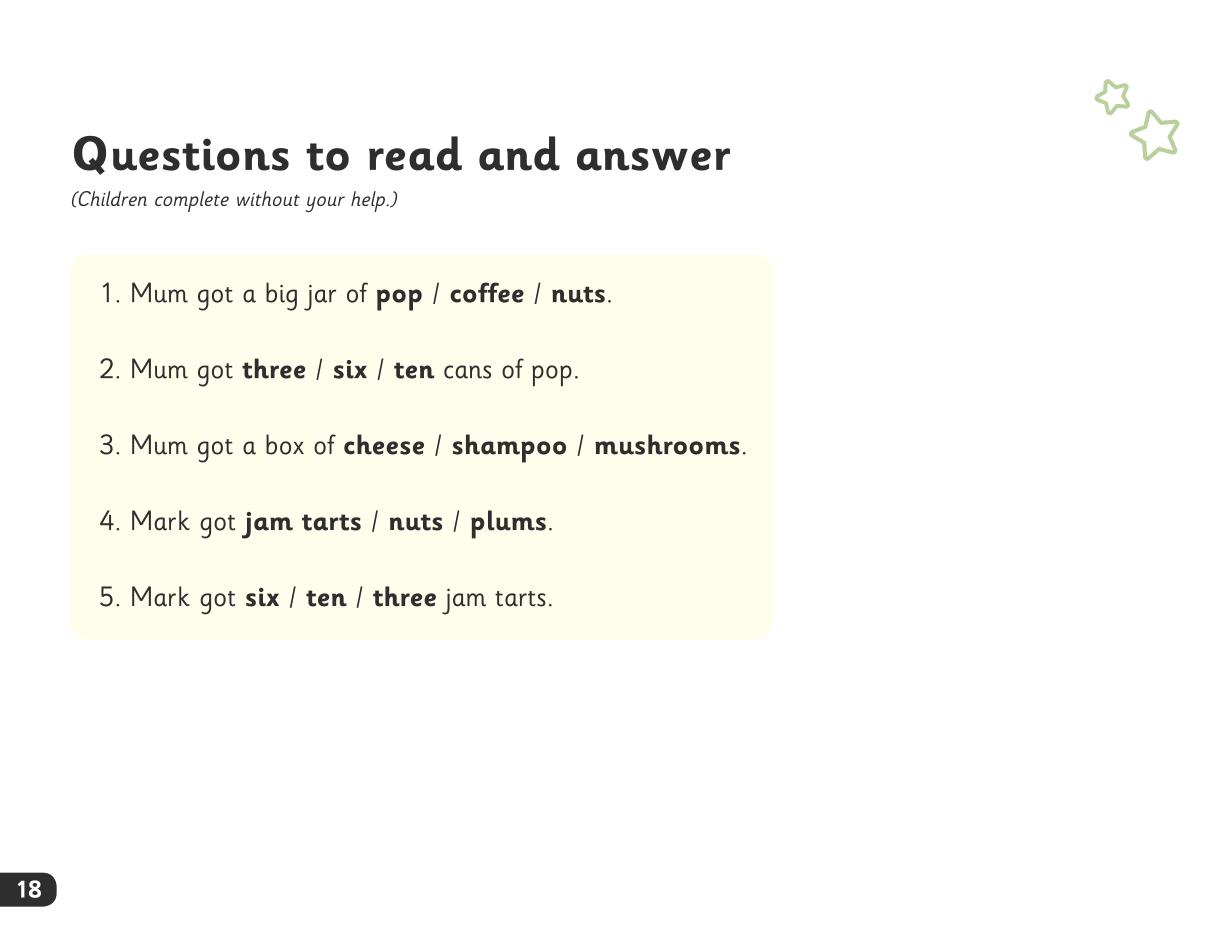 Questions to read and answer
(Children complete without your help.)
1. Mum got a big jar of pop / coffee / nuts.
2. Mum got three / six / ten cans of pop.
3. Mum got a box of cheese / shampoo / mushrooms.
4. Mark got jam tarts / nuts / plums.
5. Mark got six / ten / three jam tarts.
18